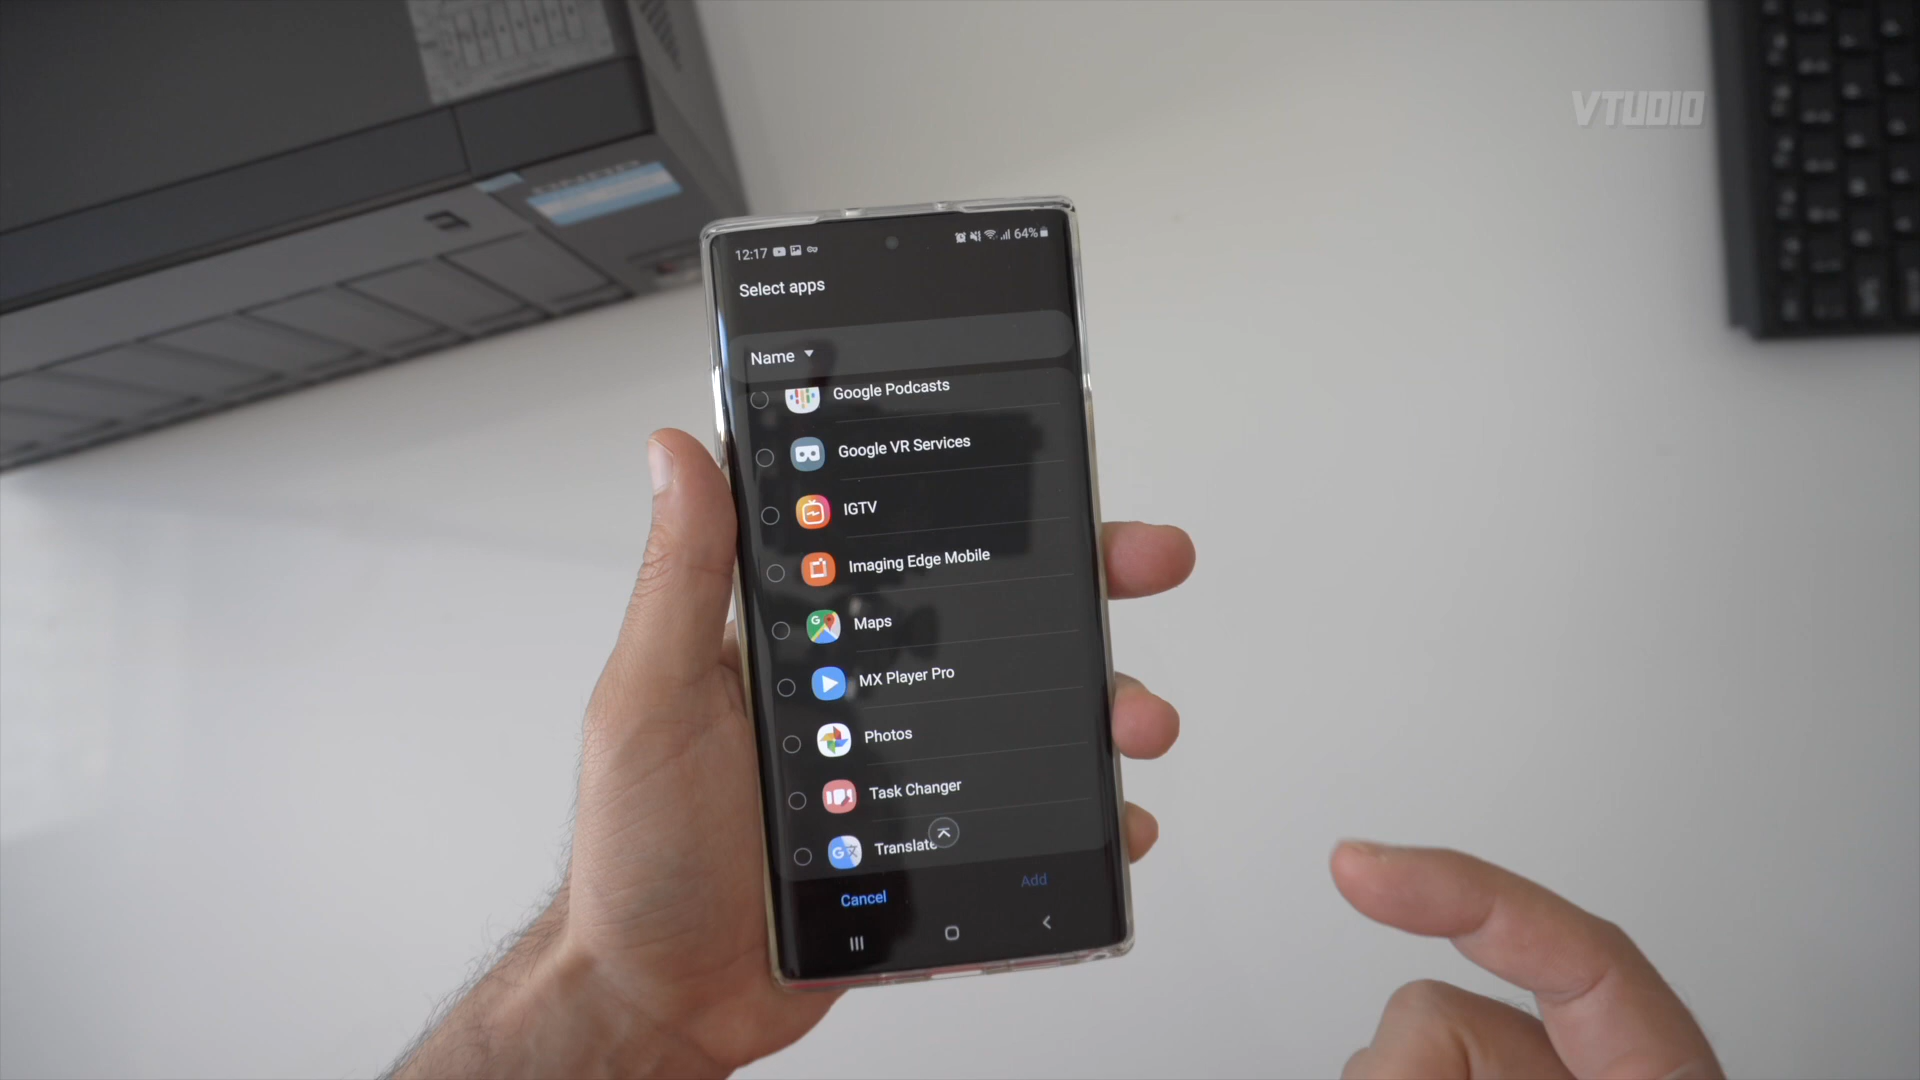 VTUDIO
12:17
64%
Select apps
Name
Google Podcasts
Google VR Services
IGTV
Imaging Edge Mobile
Maps
MX Player Pro
Photos
Task Changer
Translate
Cancel
Add